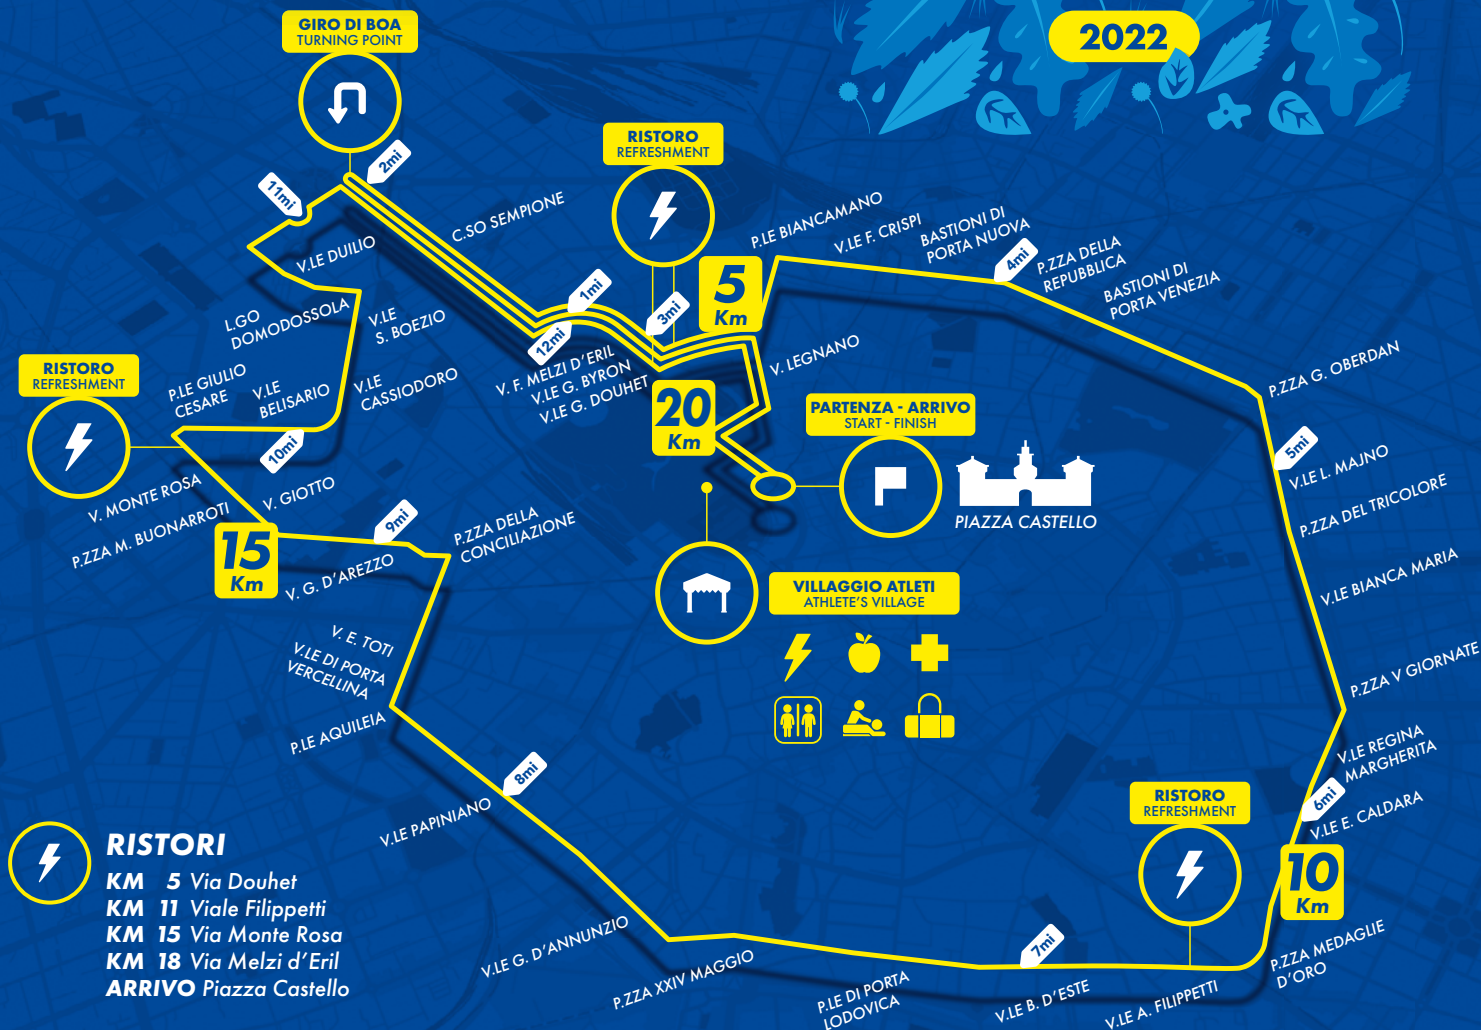 2022
GIRO DI BOA
TURNING POINT
2mi
11mi
RISTORO
REFRESHMENT
C.SO SEMPIONE
V.LE DUILIO
1mi
3mi
12mi
5
Km
P.LE BIANCAMANO
V.LE F. CRISPI
BASTIONI DI
PORTA NUOVA
4mi
P.ZZA DELLA
REPUBBLICA
BASTIONI DI
PORTA VENEZIA
L.GO
DOMODOSSOLA
V.LE
S. BOEZIO
V. F. MELZI D'ERIL
V.LE G. BYRON
V.LE G. DOUHET
V. LEGNANO
P.ZZA G. OBERDAN
RISTORO
REFRESHMENT
P.LE GIULIO
CESARE
V.LE
BELISARIO
V.LE
CASSIODORO
20
Km
PARTENZA - ARRIVO
START - FINISH
PIAZZA CASTELLO
5mi
V.LE L. MAJNO
P.ZZA DEL TRICOLORE
10mi
V. MONTE ROSA
P.ZZA M. BUONARROTI
V. GIOTTO
15
Km
9mi
V. G. D'AREZZO
P.ZZA DELLA
CONCILIAZIONE
VILLAGGIO ATLETI
ATHLETE'S VILLAGE
V.LE BIANCA MARIA
V. E. TOTI
V.LE DI PORTA
VERCELLINA
P.LE AQUILEIA
P.ZZA V GIORNATE
V.LE REGINA
MARGHERITA
8mi
V.LE PAPINIANO
RISTORO
REFRESHMENT
6mi
V.LE E. CALDARA
10
Km
V.LE G. D'ANNUNZIO
P.ZZA XXIV MAGGIO
P.LE DI PORTA
LODOVICA
7mi
V.LE B. D'ESTE
V.LE A. FILIPPETTI
P.ZZA MEDAGLIE
D'ORO
RISTORI
KM 5 Via Douhet
KM 11 Viale Filippetti
KM 15 Via Monte Rosa
KM 18 Via Melzi d'Eril
ARRIVO Piazza Castello